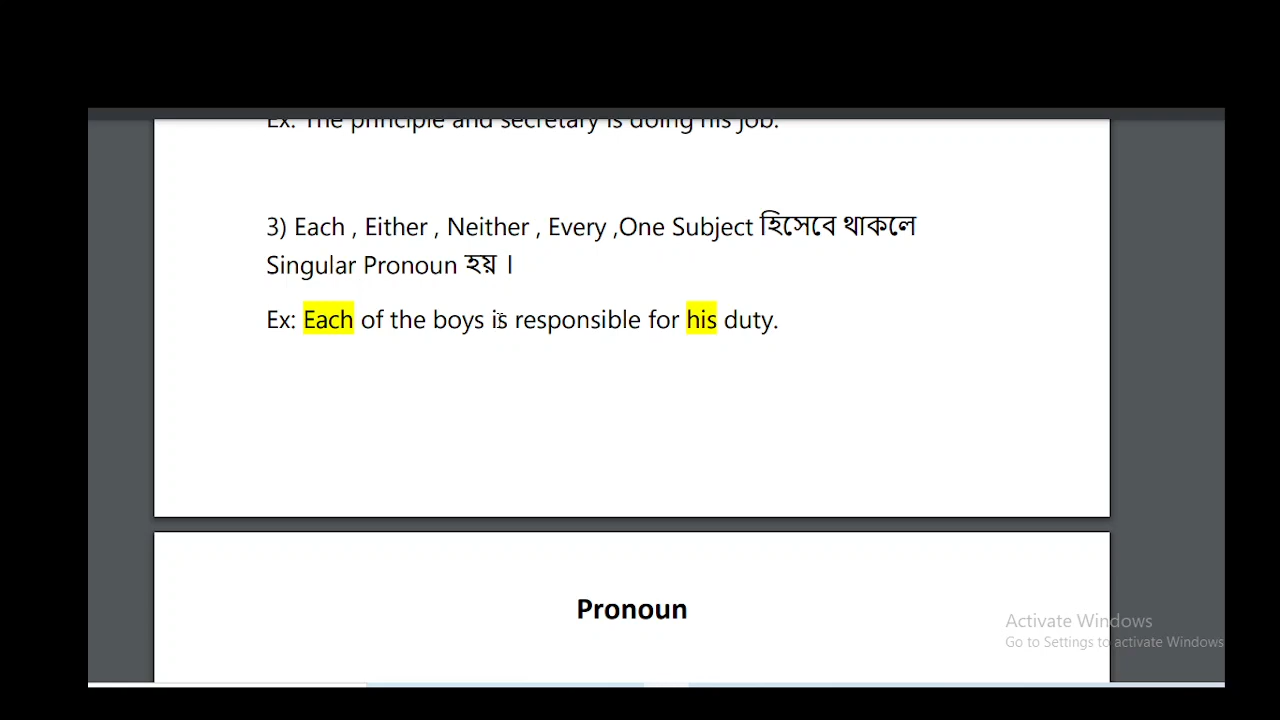 Ex: The principle and secretary is doing his job.
3) Each , Either , Neither , Every ,One Subject হিসেবে থাকলে
Singular Pronoun হয় ।
Ex: Each of the boys is responsible for his duty.
Pronoun
Activate Windows
Go to Settings to activate Windows